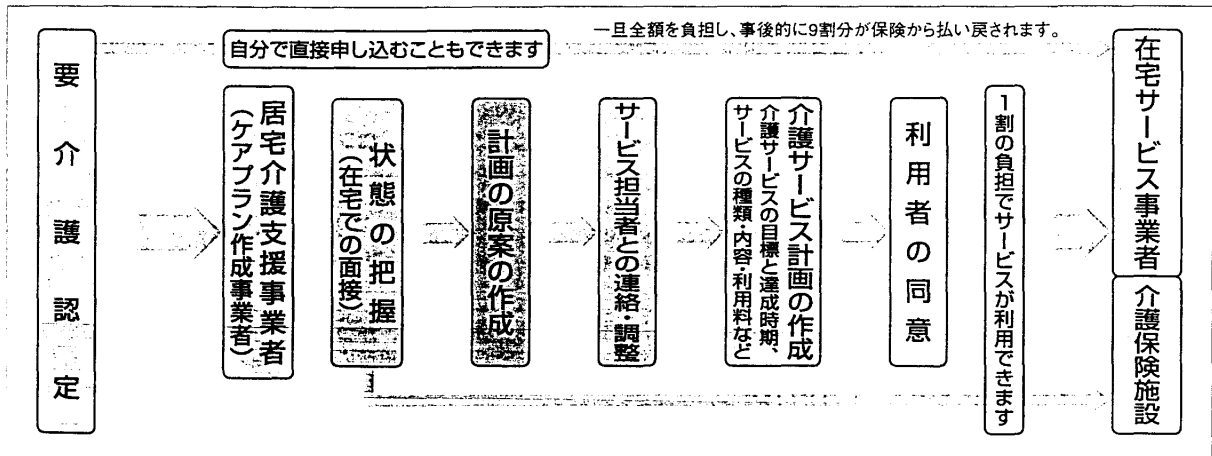 一旦全額を負担し、事後的に9割分が保険から払い戻されます。
自分で直接申し込むこともできます
要介護認定
居宅介護支援事業者
(ケアプラン作成事業者)
状態の把握
(在宅での面接)
計画の原案の作成
サービス担当者との連絡・調整
介護サービス計画の作成
介護サービスの目標と達成時期、
サービスの種類・内容・利用料など
利用者の同意
1割の負担でサービスが利用できます
在宅サービス事業者
介護保険施設